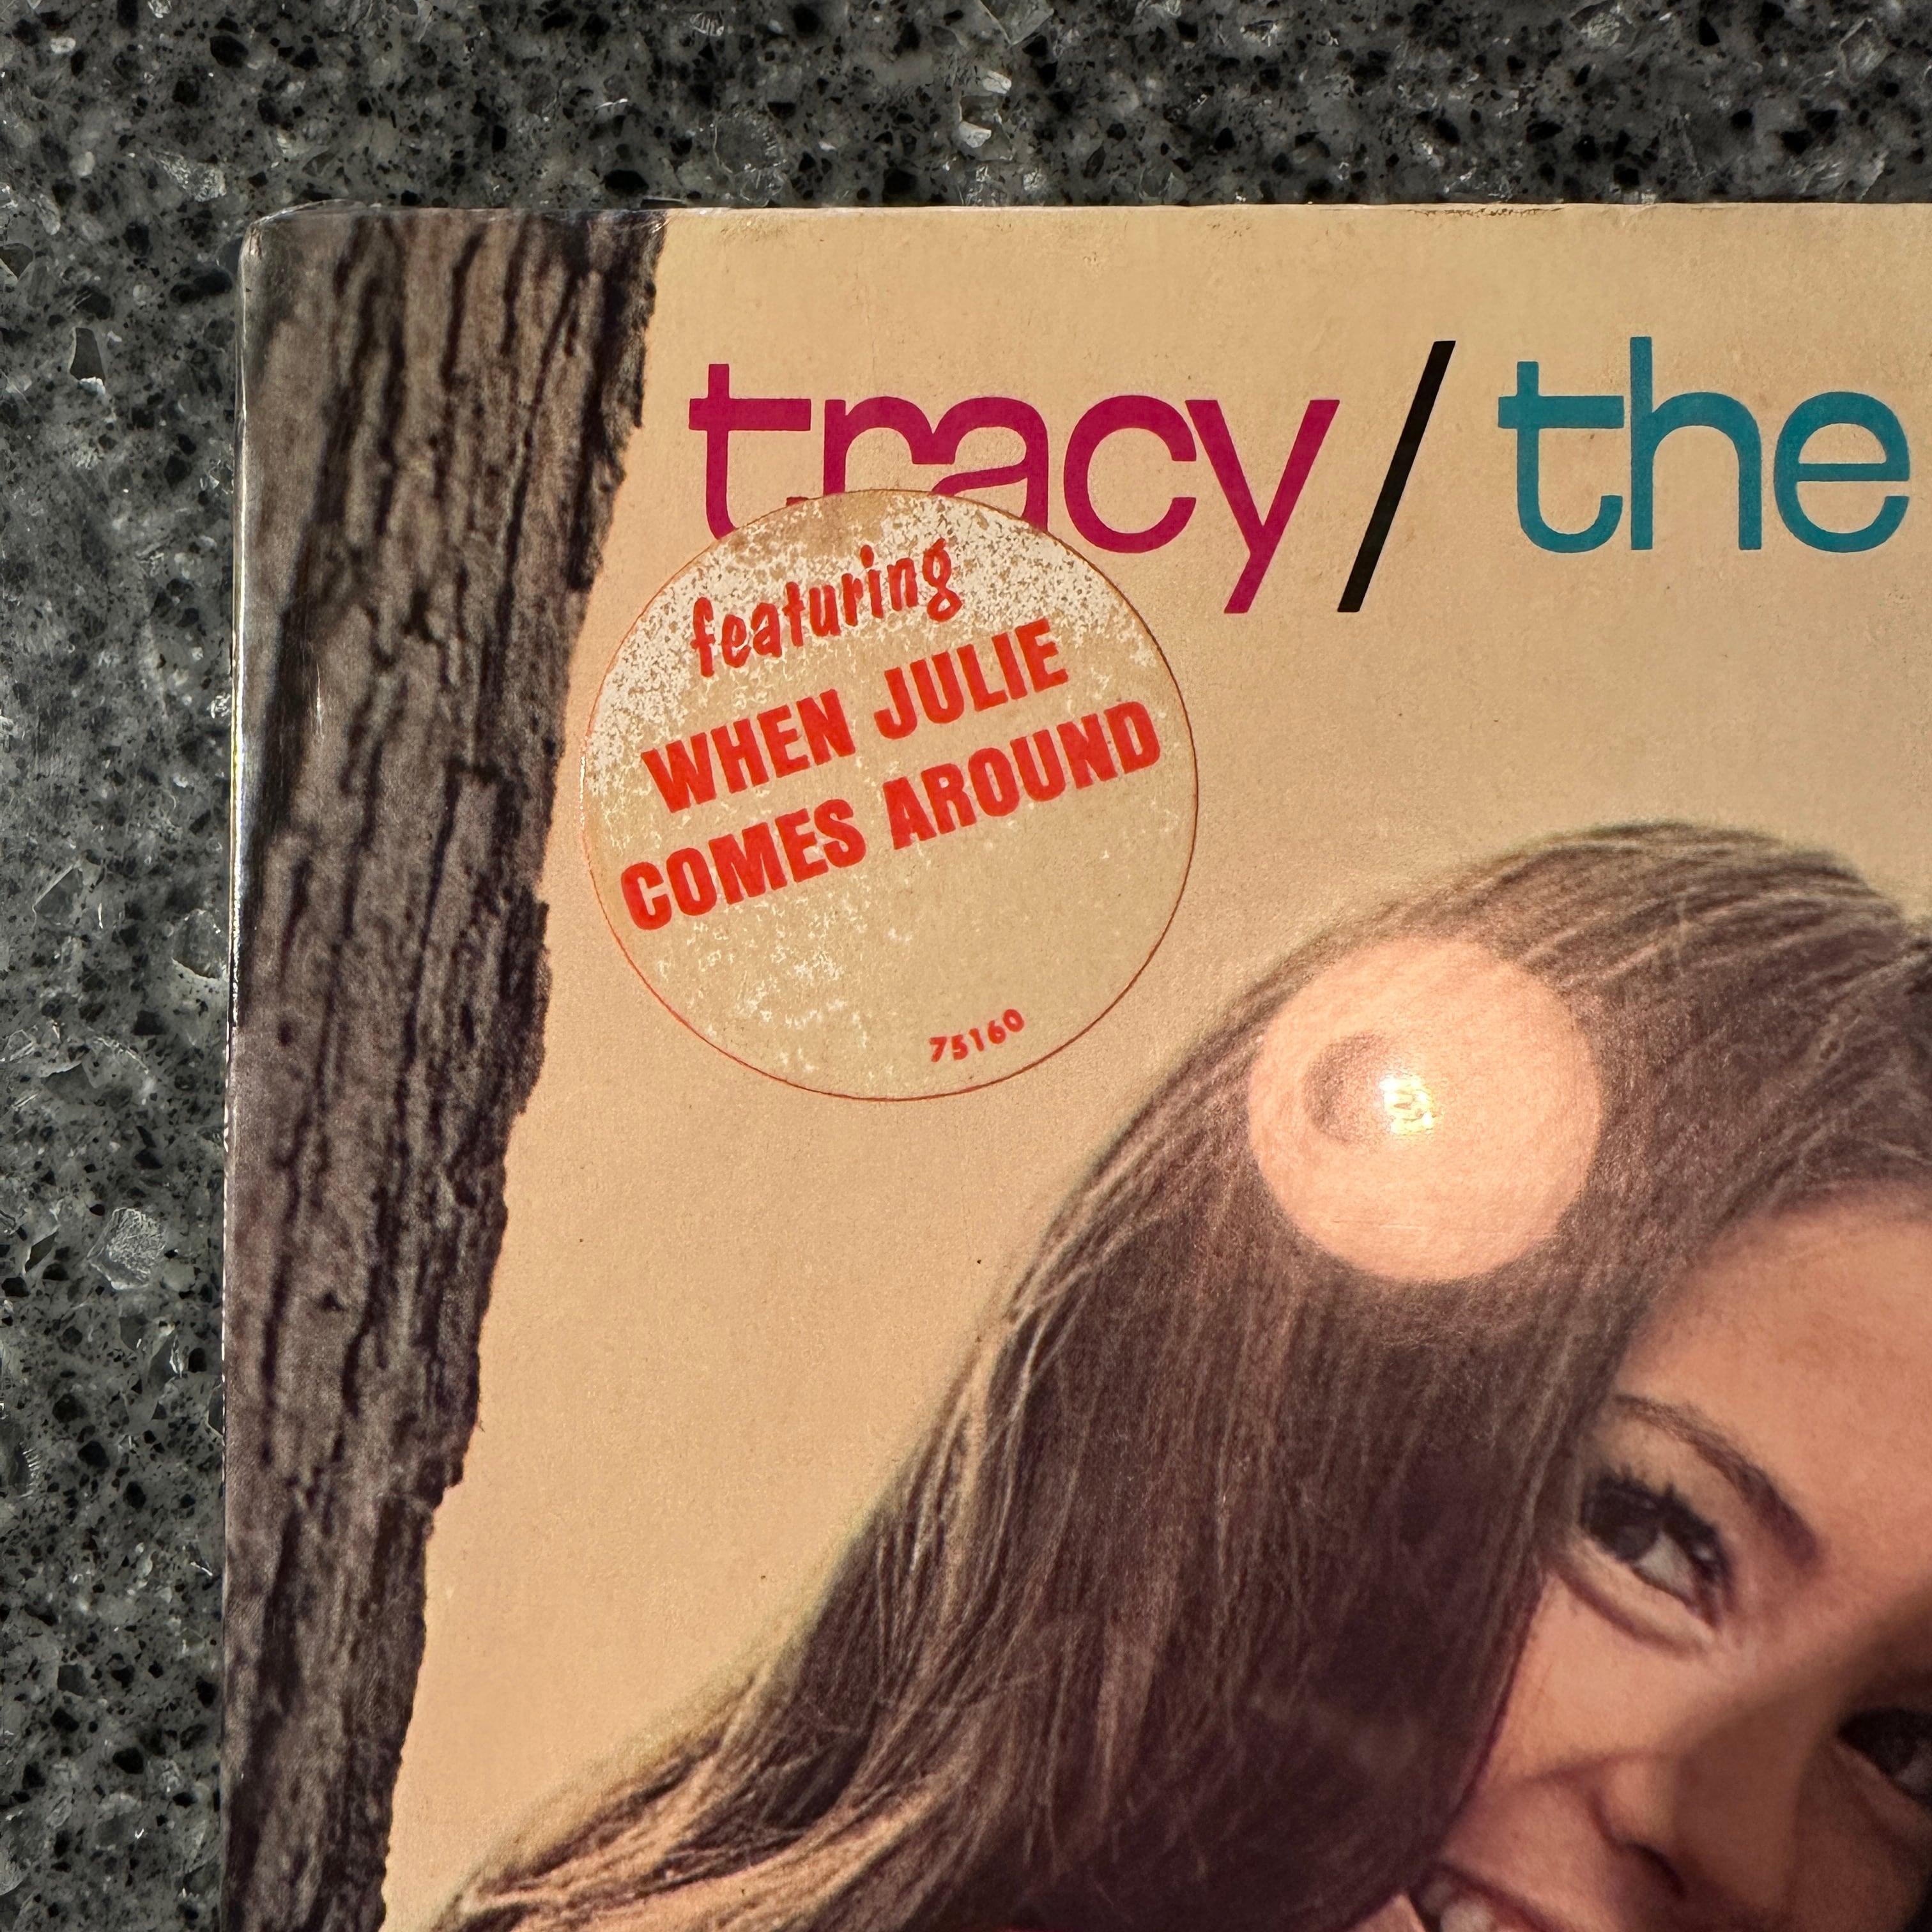 tracy/the
featuring
WHEN JULIE
COMES AROUND
75160